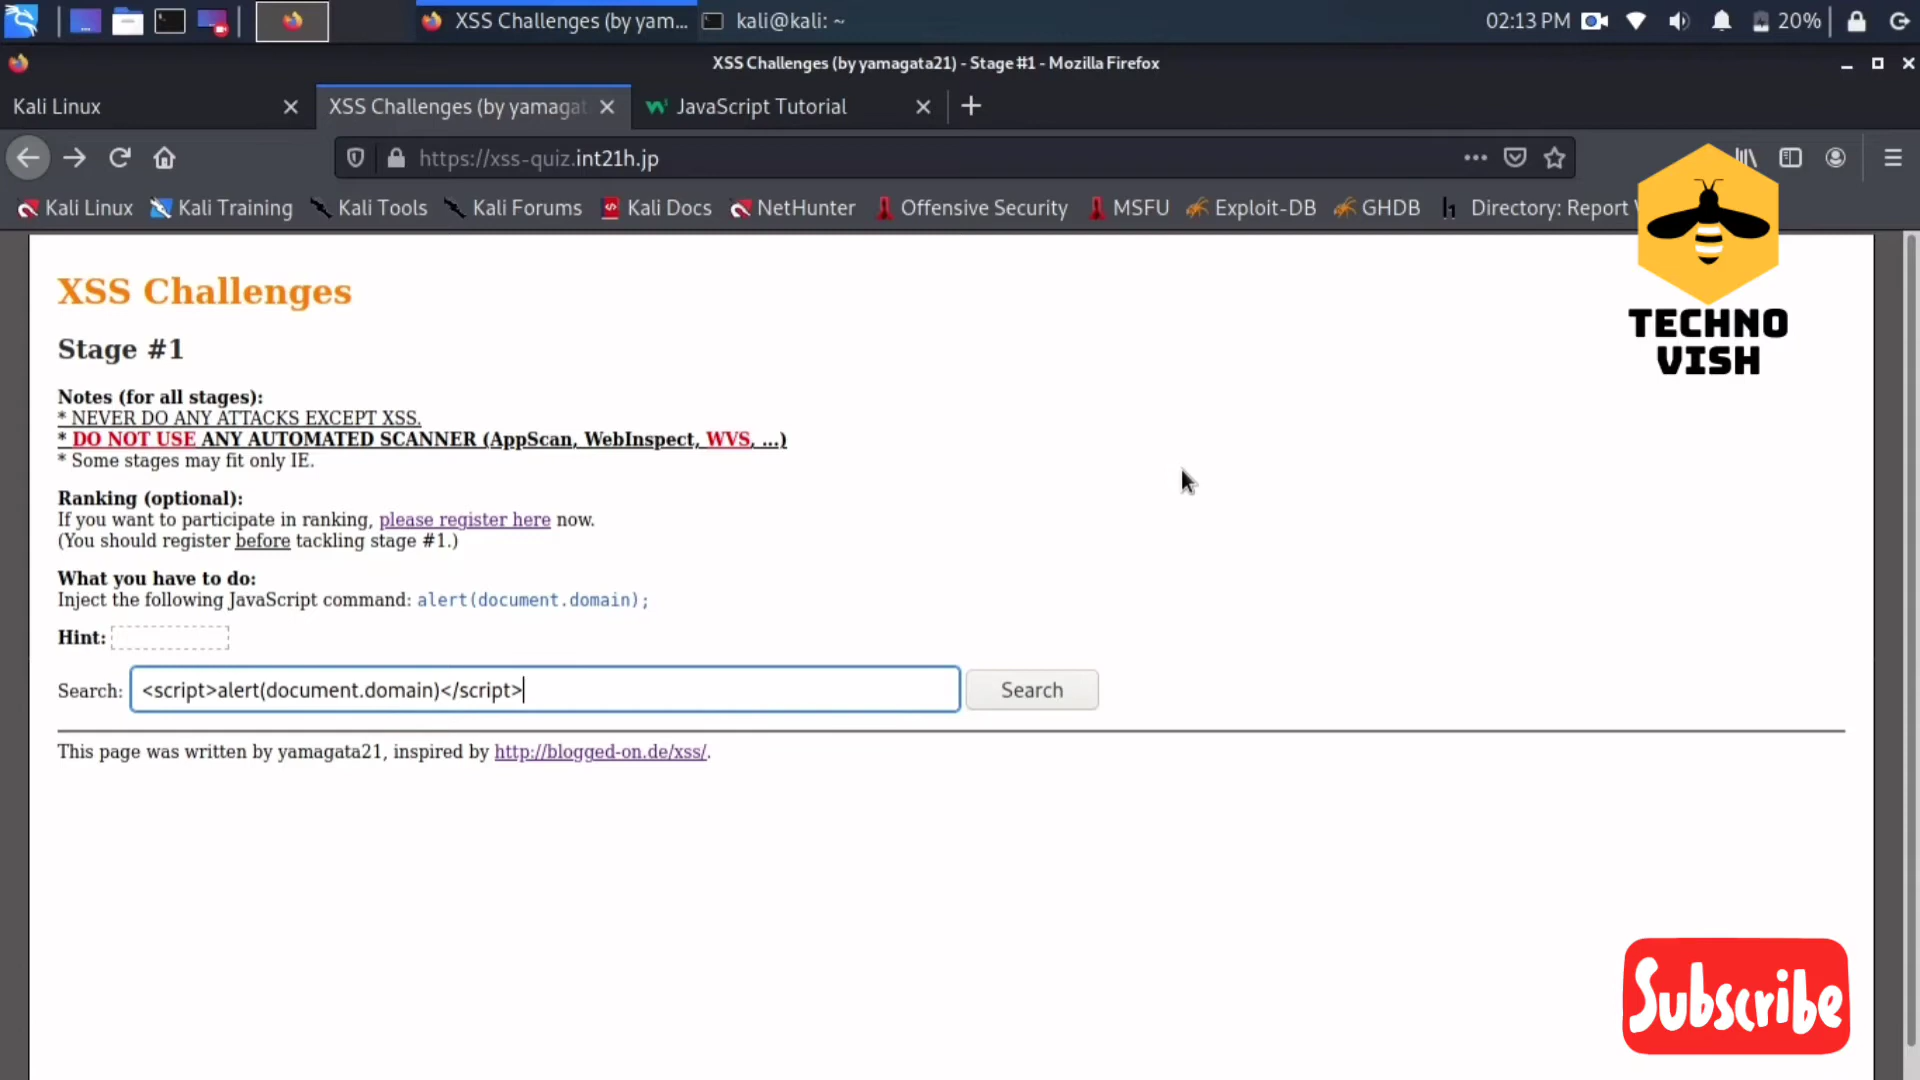 XSS Challenges (by yam...
kali@kali: ~
02:13 PM
20%
XSS Challenges (by yamagata21) - Stage #1 - Mozilla Firefox
Kali Linux
XSS Challenges (by yamagat
JavaScript Tutorial
https://xss-quiz.int21h.jp
Kali Linux
Kali Training
Kali Tools
Kali Forums
Kali Docs
NetHunter
Offensive Security
MSFU
Exploit-DB
GHDB
Directory: Report
TECHNO
VISH
XSS Challenges
Stage #1
Notes (for all stages):
* NEVER DO ANY ATTACKS EXCEPT XSS.
* DO NOT USE ANY AUTOMATED SCANNER (AppScan, WebInspect, WVS, ...)
* Some stages may fit only IE.
Ranking (optional):
If you want to participate in ranking, please register here now.
(You should register before tackling stage #1.)
What you have to do:
Inject the following JavaScript command: alert(document.domain);
Hint:
Search: <script>alert(document.domain)</script> Search
This page was written by yamagata21, inspired by http://blogged-on.de/xss/.
Subscribe